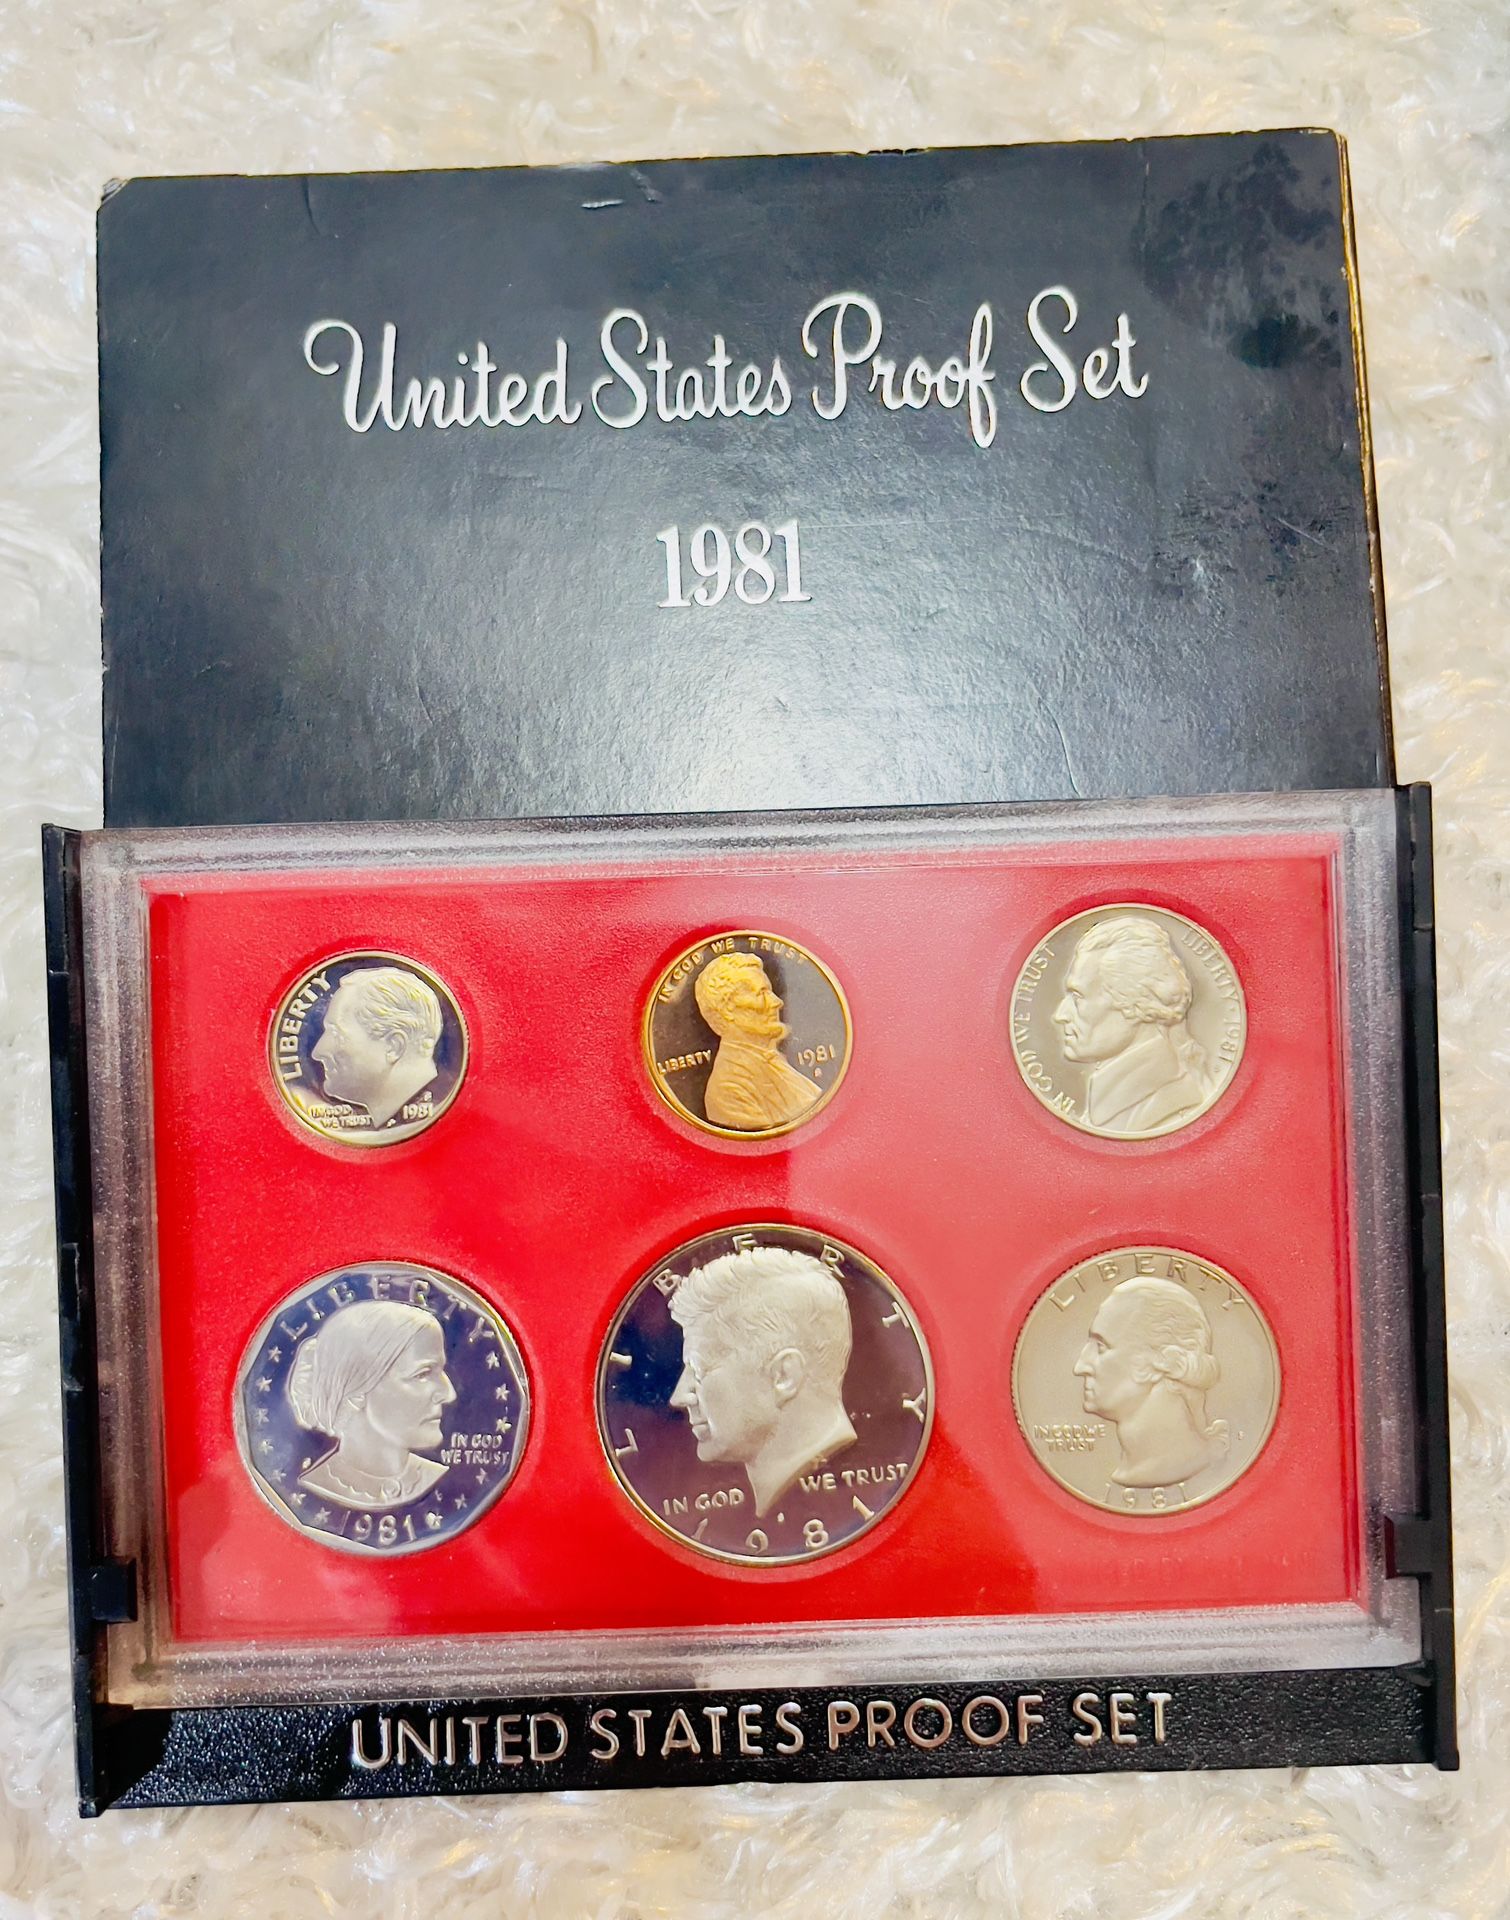 United States Proof Set
1981
LIBERTY
IN GOD
WE TRUST
1981
IN GOD WE TRUST
LIBERTY
1981
IN GOD WE TRUST
LIBERTY
1981
LIBERTY
IN GOD
WE TRUST
1981
LIBERTY
IN GOD
WE TRUST
1981
LIBERTY
IN GOD WE
TRUST
1981
UNITED STATES PROOF SET